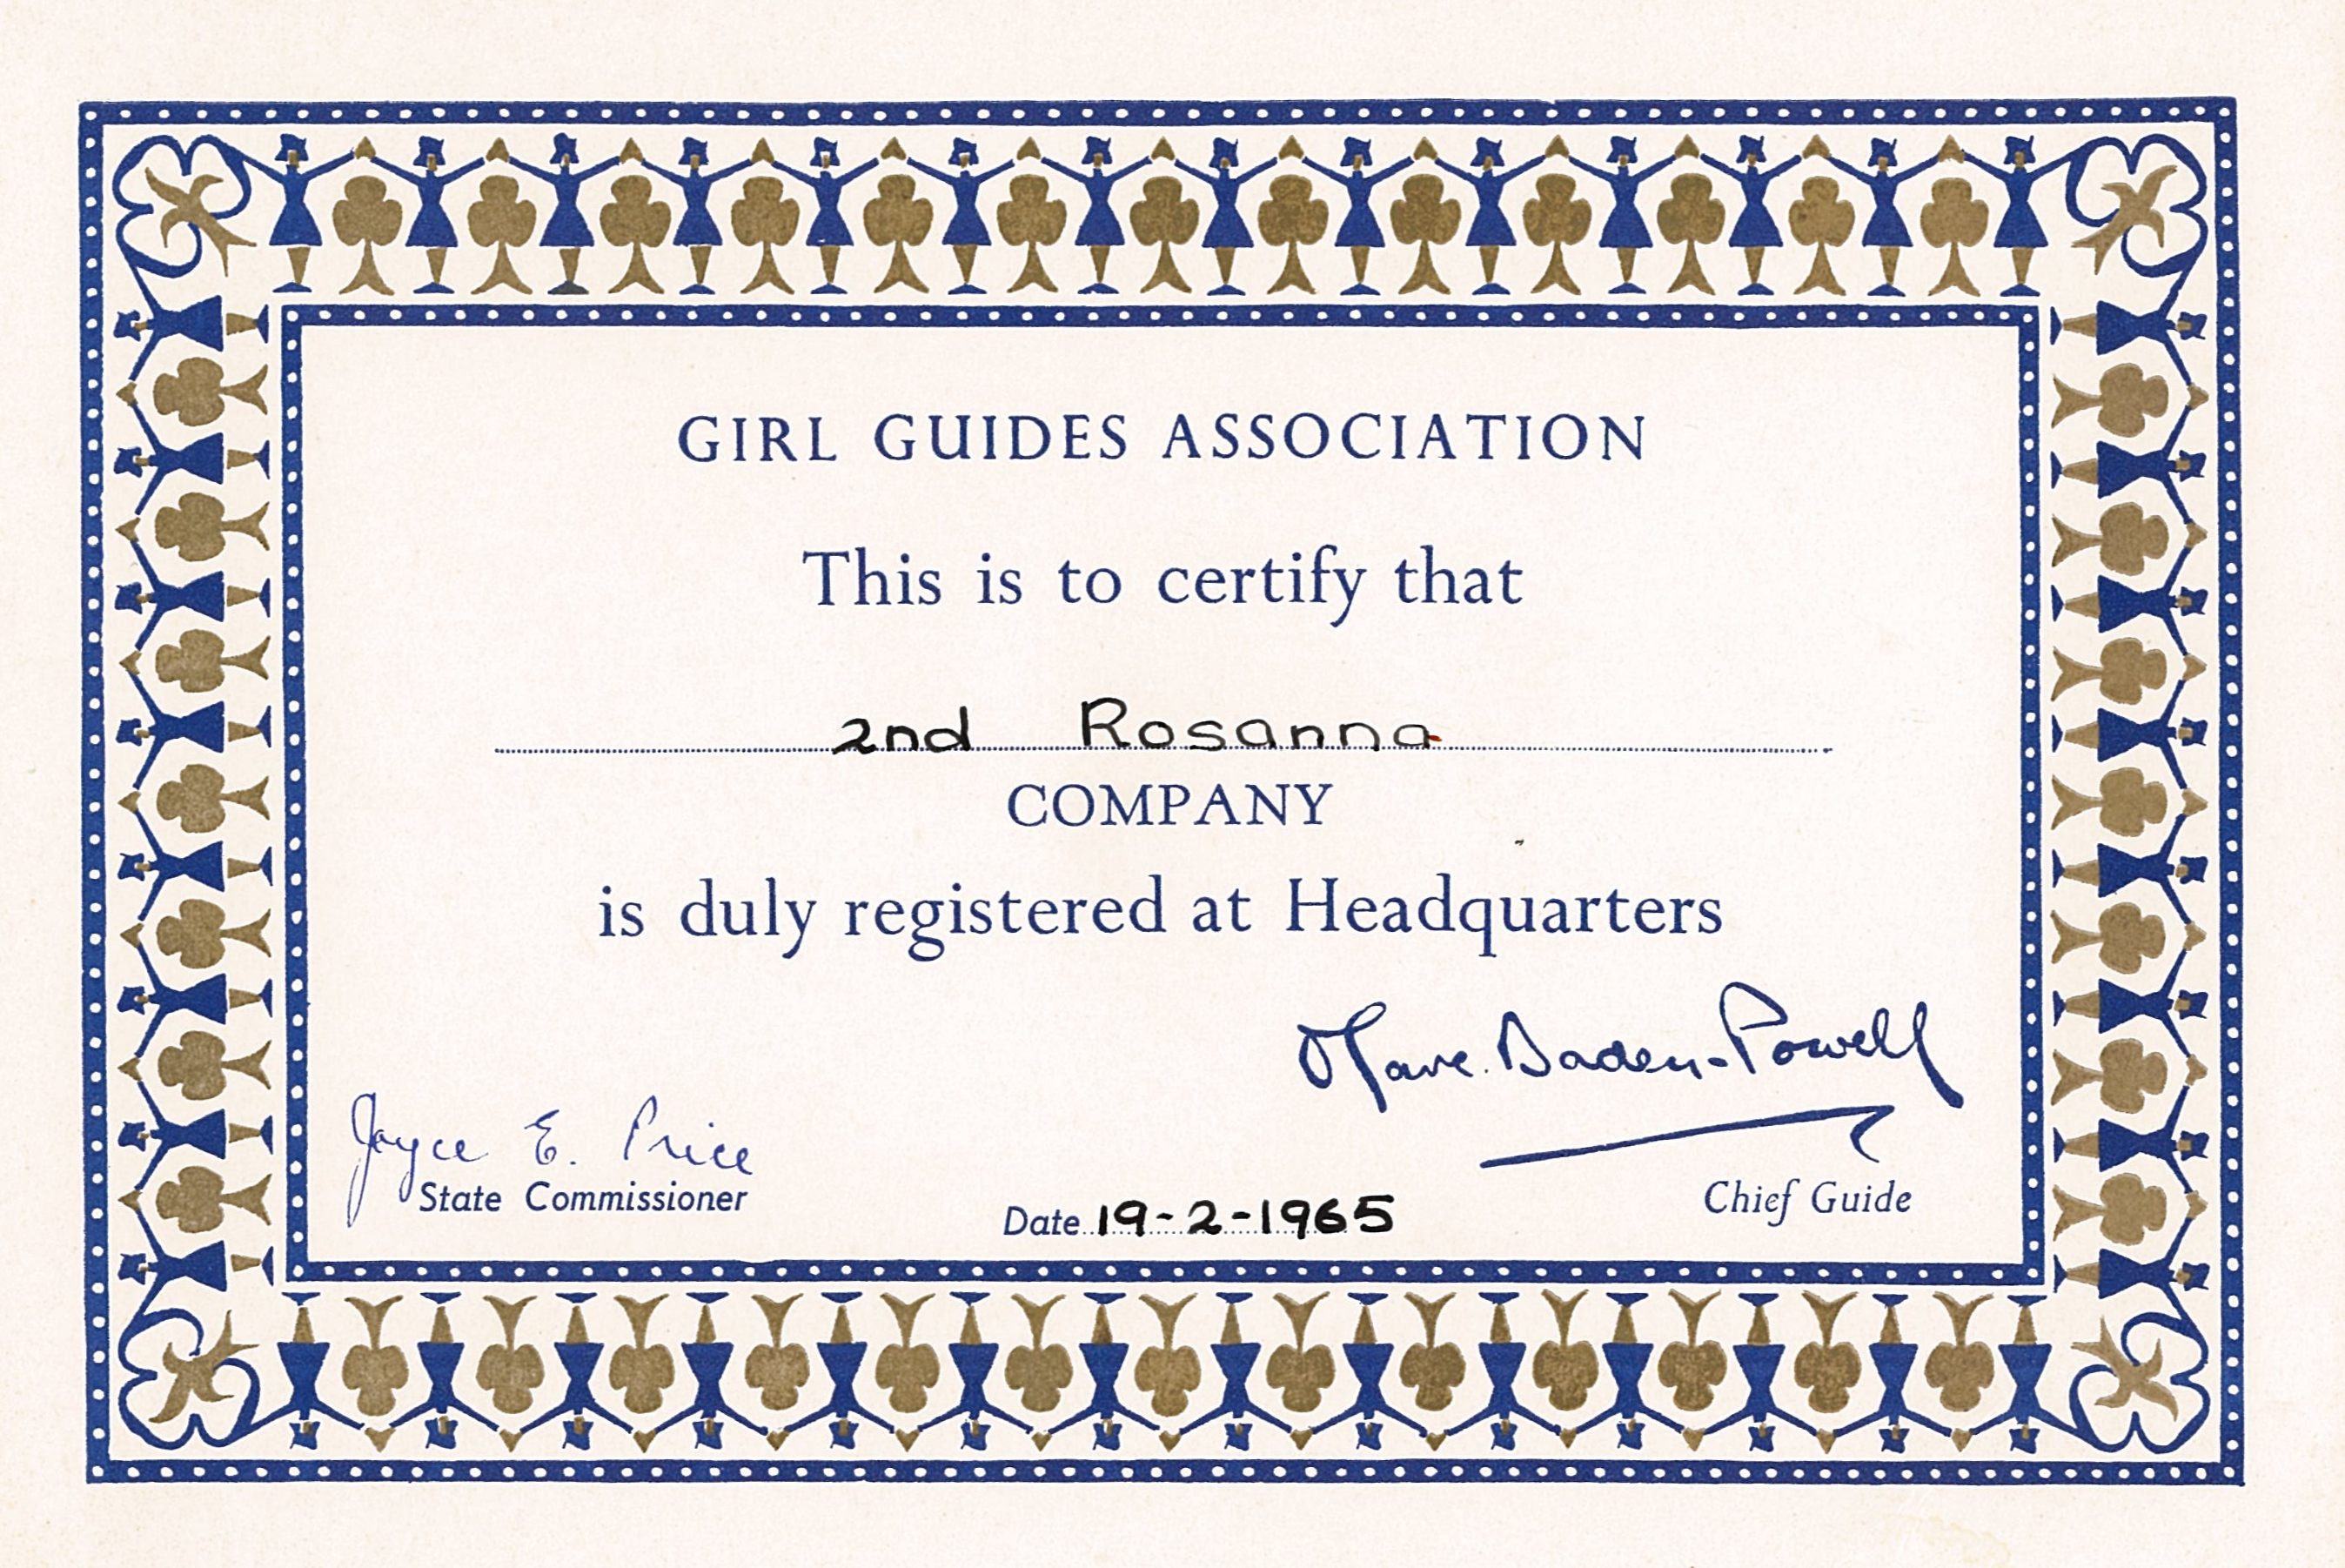 GIRL GUIDES ASSOCIATION
This is to certify that
2nd Rosanna
COMPANY
is duly registered at Headquarters
Olave Baden-Powell
Joyce E. Price
State Commissioner
Date 19-2-1965
Chief Guide